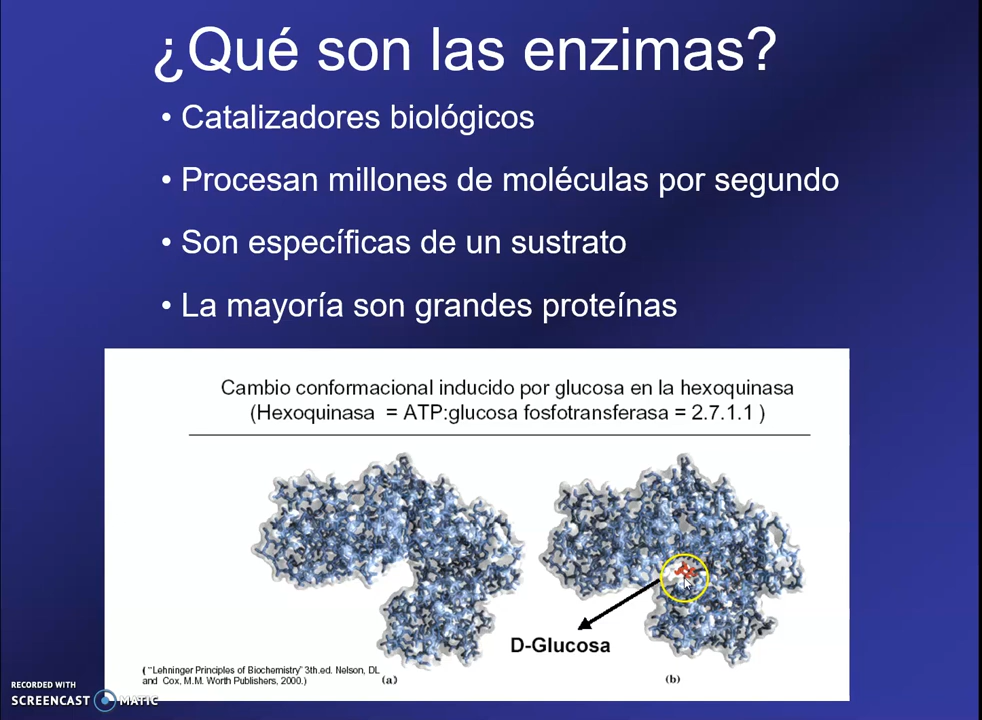 ¿Qué son las enzimas?
• Catalizadores biológicos
• Procesan millones de moléculas por segundo
• Son específicas de un sustrato
• La mayoría son grandes proteínas
Cambio conformacional inducido por glucosa en la hexoquinasa
(Hexoquinasa = ATP:glucosa fosfotransferasa = 2.7.1.1 )
D-Glucosa
( "Lehninger Principles of Biochemistry" 3th.ed. Nelson, DL
and Cox, M.M. Worth Publishers, 2000.)
(a)
(b)
RECORDED WITH
SCREENCAST MATIC